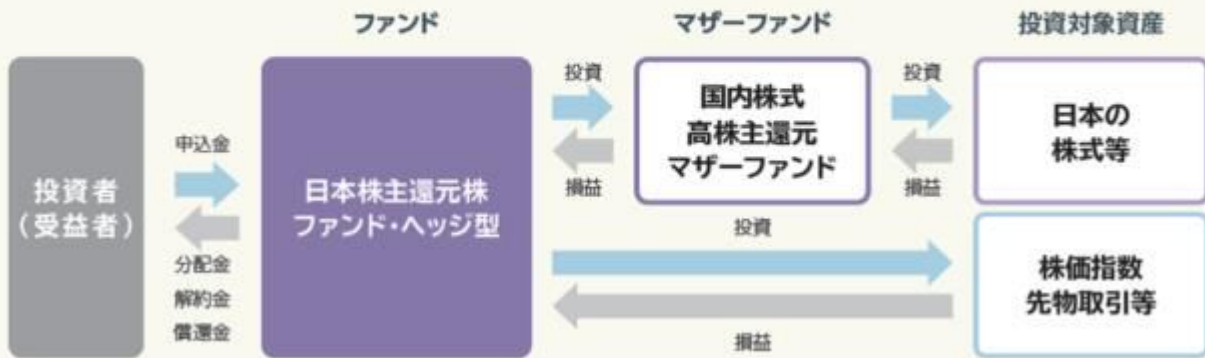 ファンド
マザーファンド
投資対象資産
投資者
(受益者)
申込金
分配金
解約金
償還金
日本株主還元株
ファンド・ヘッジ型
投資
損益
国内株式
高株主還元
マザーファンド
投資
損益
日本の
株式等
投資
損益
株価指数
先物取引等